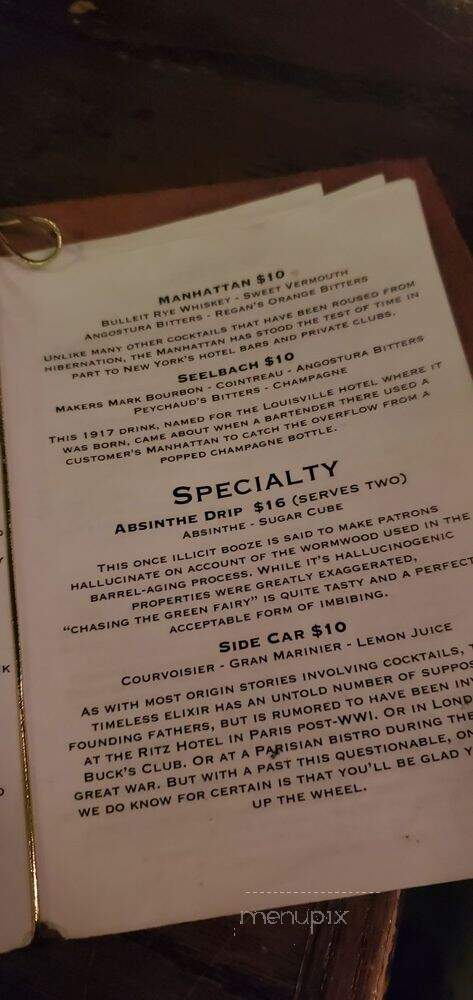 MANHATTAN $10
BULLEIT RYE WHISKEY - SWEET VERMOUTH
ANGOSTURA BITTERS - REGAN'S ORANGE BITTERS
UNLIKE MANY OTHER COCKTAILS THAT HAVE BEEN ROUSED FROM
HIBERNATION, THE MANHATTAN HAS STOOD THE TEST OF TIME IN
PART TO NEW YORK'S HOTEL BARS AND PRIVATE CLUBS.
SEELBACH $10
MAKERS MARK BOURBON - COINTREAU - ANGOSTURA BITTERS
PEYCHAUD'S BITTERS - CHAMPAGNE
THIS 1917 DRINK, NAMED FOR THE LOUISVILLE HOTEL WHERE IT
WAS BORN, CAME ABOUT WHEN A BARTENDER THERE USED A
CUSTOMER'S MANHATTAN TO CATCH THE OVERFLOW FROM A
POPPED CHAMPAGNE BOTTLE.
SPECIALTY
ABSINTHE DRIP $16 (SERVES TWO)
ABSINTHE - SUGAR CUBE
THIS ONCE ILLICIT BOOZE IS SAID TO MAKE PATRONS
HALLUCINATE ON ACCOUNT OF THE WORMWOOD USED IN THE
BARREL-AGING PROCESS. WHILE IT'S HALLUCINOGENIC
PROPERTIES WERE GREATLY EXAGGERATED,
"CHASING THE GREEN FAIRY" IS QUITE TASTY AND A PERFECT
ACCEPTABLE FORM OF IMBIBING.
SIDE CAR $10
COURVOISIER - GRAN MARINIER - LEMON JUICE
AS WITH MOST ORIGIN STORIES INVOLVING COCKTAILS,
TIMELESS ELIXIR HAS AN UNTOLD NUMBER OF SUPPOS
FOUNDING FATHERS, BUT IS RUMORED TO HAVE BEEN INV
AT THE RITZ HOTEL IN PARIS POST-WWI. OR IN LOND
BUCK'S CLUB. OR AT A PARISIAN BISTRO DURING THE
GREAT WAR. BUT WITH A PAST THIS QUESTIONABLE, ON
WE DO KNOW FOR CERTAIN IS THAT YOU'LL BE GLAD Y
UP THE WHEEL.
menupix